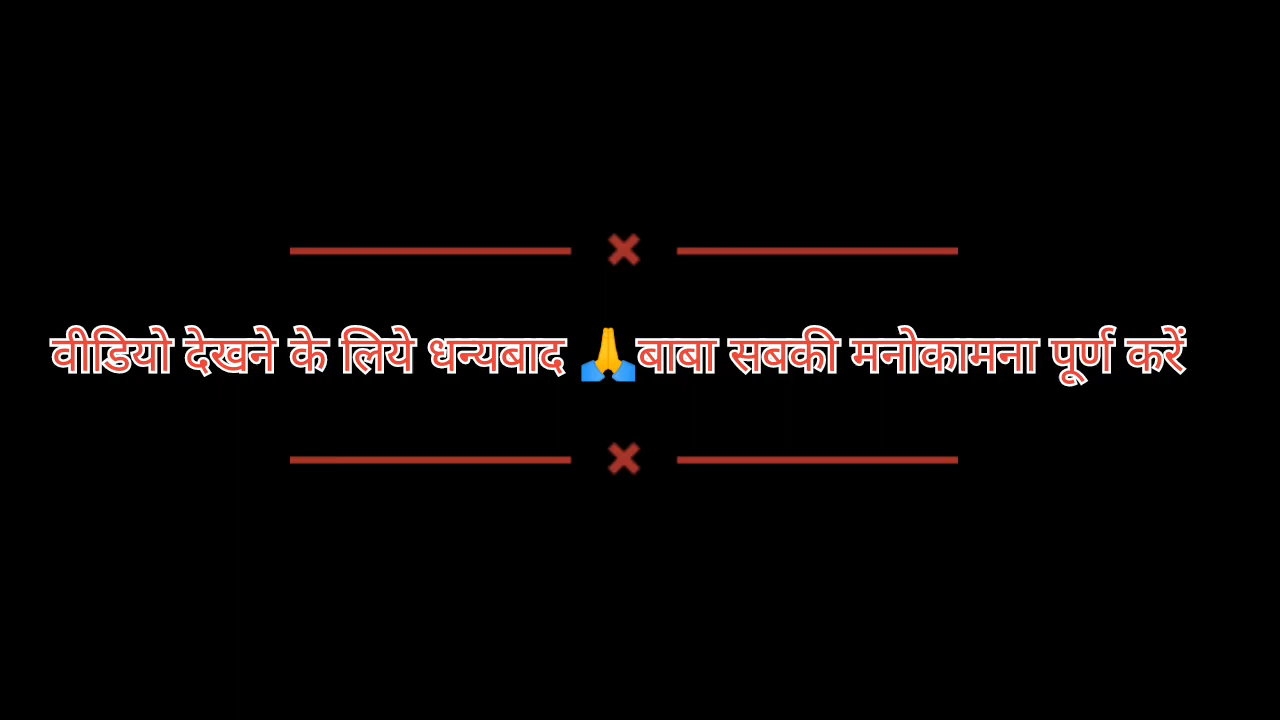 वीडियो देखने के लिये धन्यबाद 🙏बाबा सबकी मनोकामना पूर्ण करें